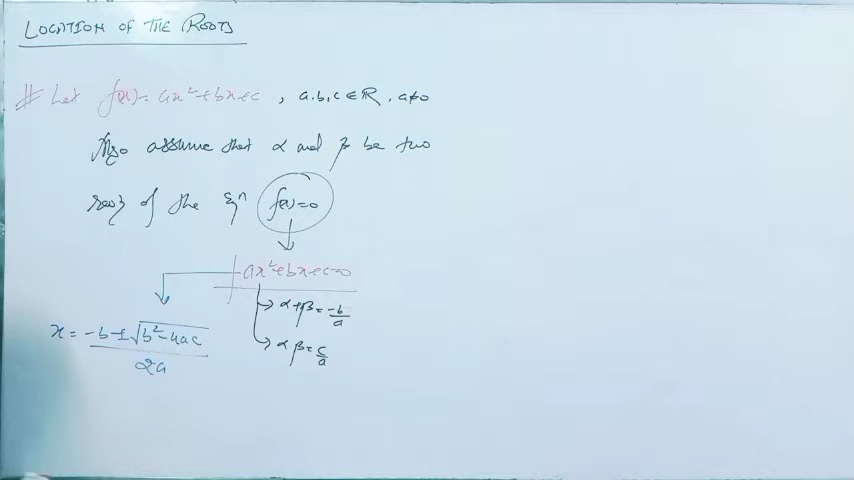 LOCATION OF THE ROOTS
# Let f(x) = ax²+bx+c , a,b,c ∈ R , a≠0
Also assume that α and β be two
roots of the Eqn f(x)=0
ax²+bx+c=0
α+β = -b/a
x = -b±√b²-4ac / 2a
αβ = c/a